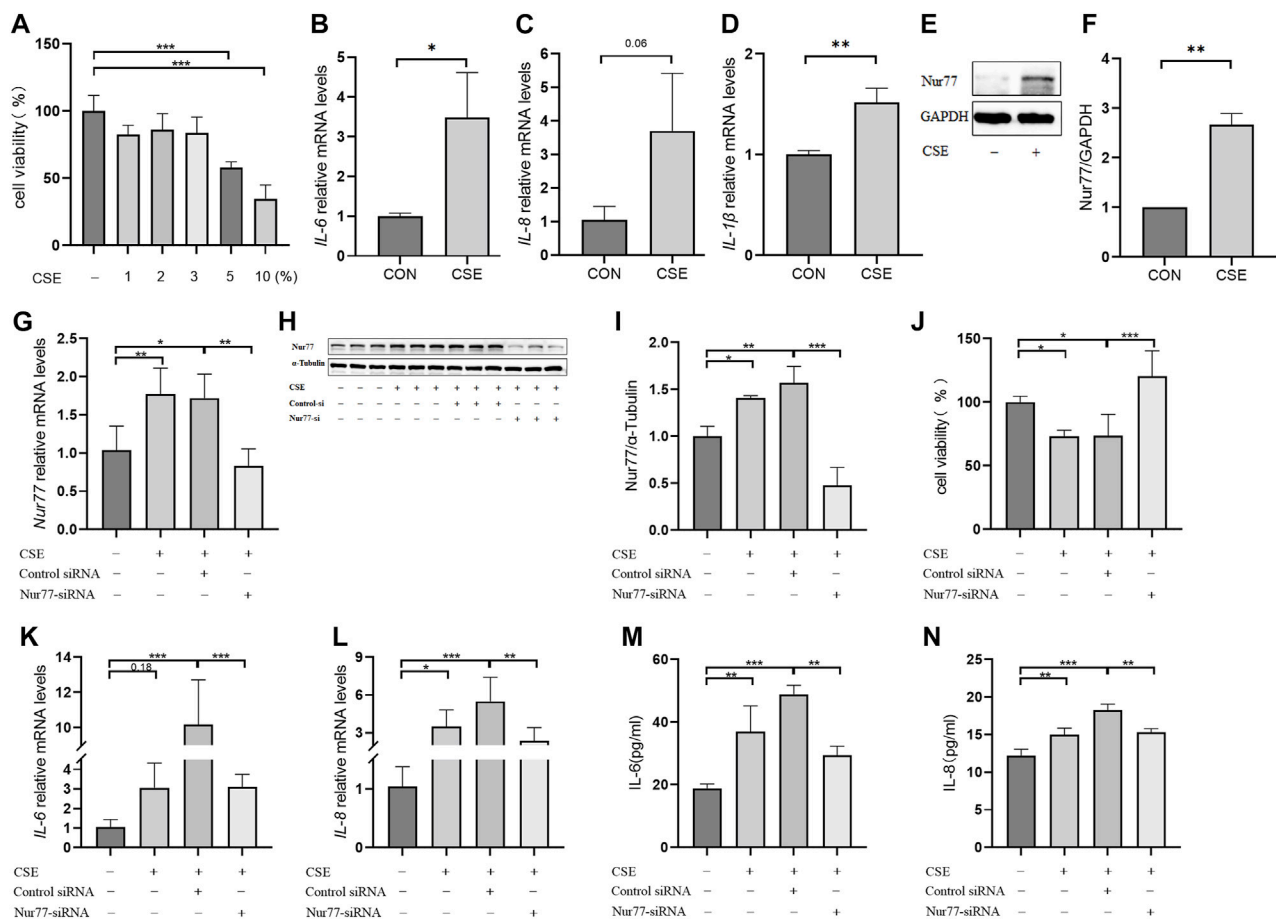 A
cell viability( %)
150
100
50
0
***
***
CSE
– 1 2 3 5 10 (%)
B
IL-6 relative mRNA levels
5
4
3
2
1
0
*
CON CSE
C
IL-8 relative mRNA levels
6
5
4
3
2
1
0
0.06
CON CSE
D
IL-1β relative mRNA levels
2
1
0
**
CON CSE
E
Nur77
GAPDH
CSE – +
F
Nur77/GAPDH
4
3
2
1
0
**
CON CSE
G
Nur77 relative mRNA levels
2.5
2.0
1.5
1.0
0.5
0.0
*
** **
CSE – + + +
Control siRNA – – + –
Nur77-siRNA – – – +
H
Nur77
α-Tubulin
CSE – – – + + + + + + + + +
Control-si – – – – – – + + + – – –
Nur77-si – – – – – – – – – + + +
I
Nur77/α-Tubulin
2.0
1.5
1.0
0.5
0.0
** ***
*
CSE – + + +
Control siRNA – – + –
Nur77-siRNA – – – +
J
cell viability( %)
150
100
50
0
* ***
*
CSE – + + +
Control siRNA – – + –
Nur77-siRNA – – – +
K
IL-6 relative mRNA levels
14
12
10
8
4
3
2
1
0
*** ***
0.18
CSE – + + +
Control siRNA – – + –
Nur77-siRNA – – – +
L
IL-8 relative mRNA levels
9
6
3
1
0
*** **
*
CSE – + + +
Control siRNA – – + –
Nur77-siRNA – – – +
M
IL-6(pg/ml)
60
40
20
0
*** **
**
CSE – + + +
Control siRNA – – + –
Nur77-siRNA – – – +
N
IL-8(pg/ml)
25
20
15
10
5
0
*** **
**
CSE – + + +
Control siRNA – – + –
Nur77-siRNA – – – +